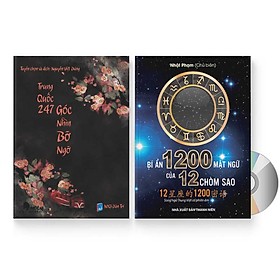 Tuyển chọn và dịch: Nguyễn Việt Dũng
Trung
Quốc
247 Góc
Nhìn
Bỡ
Ngỡ
Nhật Phạm (Chủ biên)
BÍ ẨN 1200 MẬT NGỮ
CỦA 12 CHÒM SAO
12星座的1200密语
NHÀ XUẤT BẢN THANH NIÊN